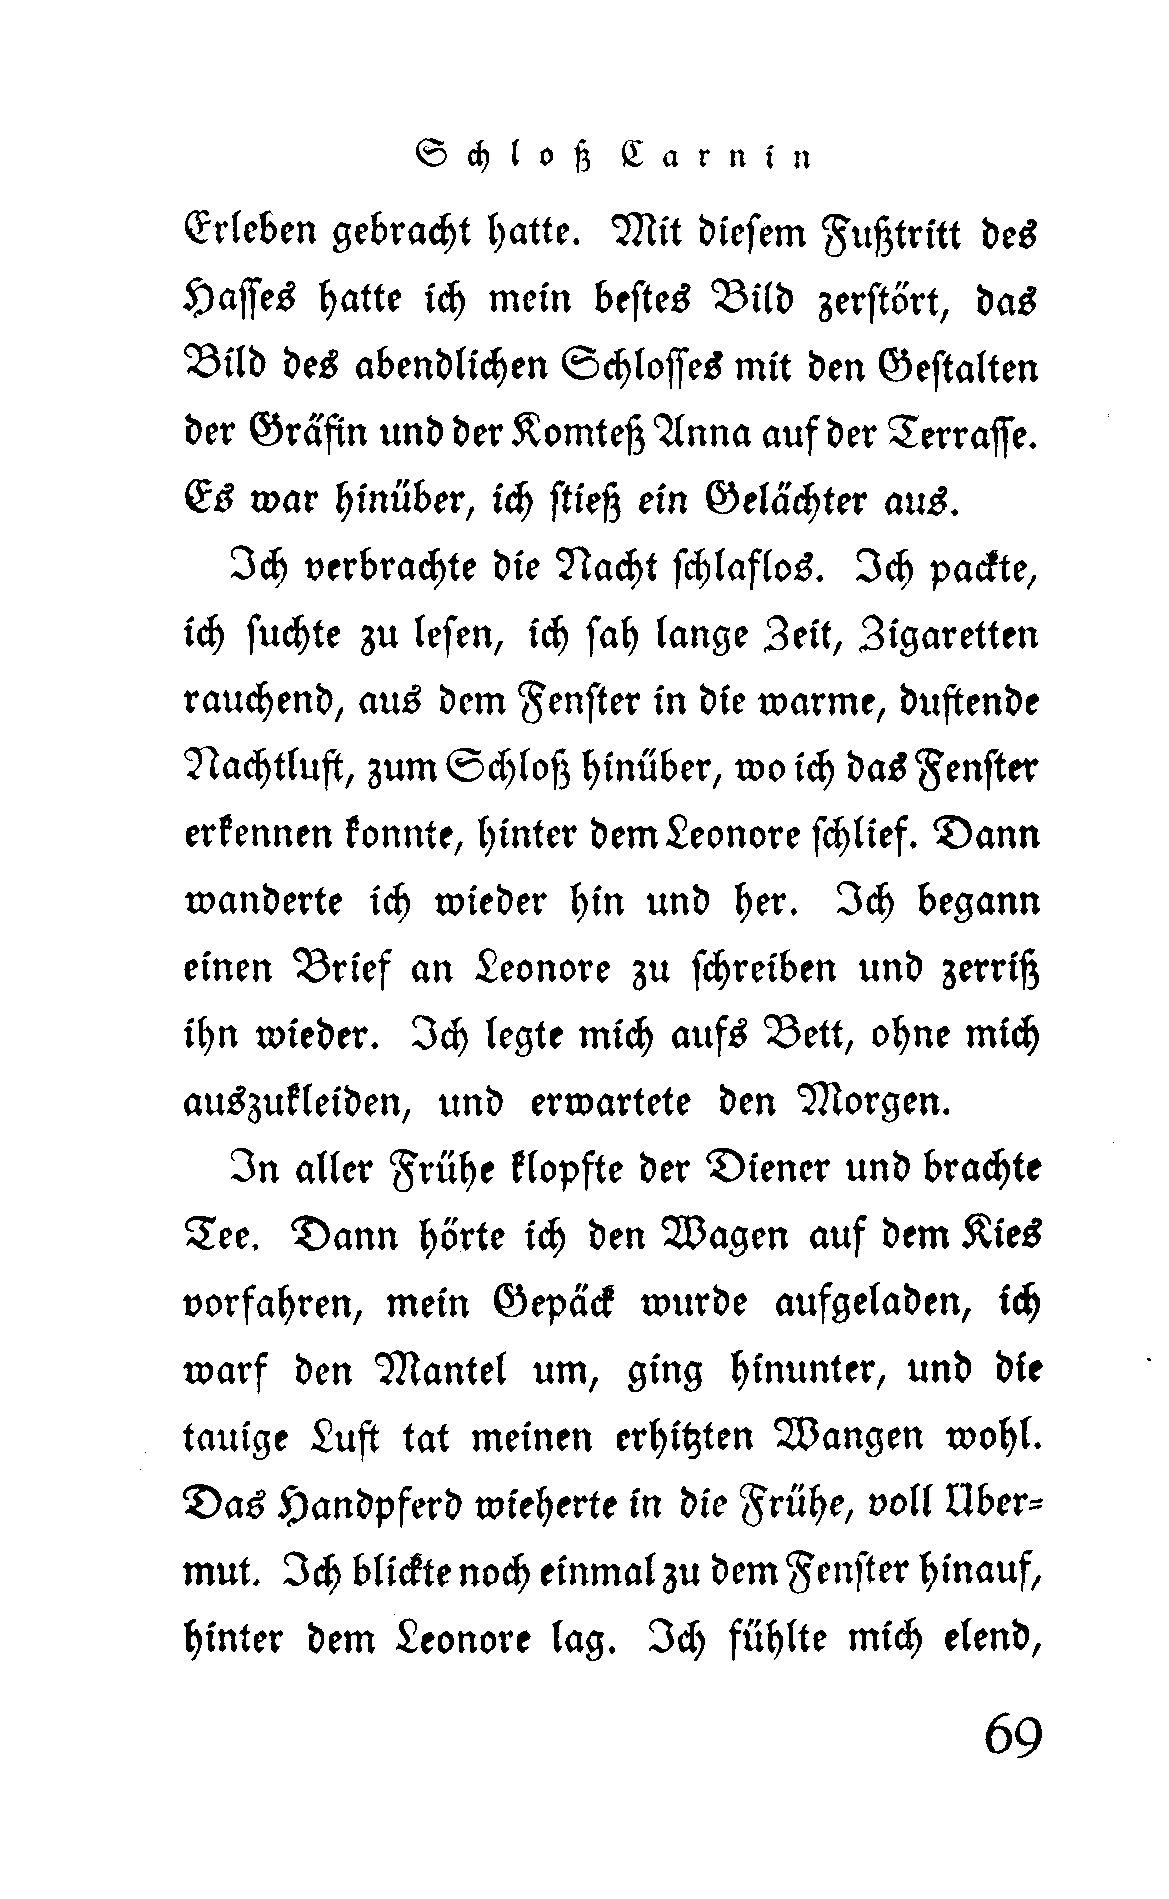 Schloß Carnin
Erleben gebracht hatte. Mit diesem Fußtritt des
Hasses hatte ich mein bestes Bild zerstört, das
Bild des abendlichen Schlosses mit den Gestalten
der Gräfin und der Komteß Anna auf der Terrasse.
Es war hinüber, ich stieß ein Gelächter aus.
Ich verbrachte die Nacht schlaflos. Ich packte,
ich suchte zu lesen, ich sah lange Zeit, Zigaretten
rauchend, aus dem Fenster in die warme, duftende
Nachtluft, zum Schloß hinüber, wo ich das Fenster
erkennen konnte, hinter dem Leonore schlief. Dann
wanderte ich wieder hin und her. Ich begann
einen Brief an Leonore zu schreiben und zerriß
ihn wieder. Ich legte mich aufs Bett, ohne mich
auszukleiden, und erwartete den Morgen.
In aller Frühe klopfte der Diener und brachte
Tee. Dann hörte ich den Wagen auf dem Kies
vorfahren, mein Gepäck wurde aufgeladen, ich
warf den Mantel um, ging hinunter, und die
tauige Luft tat meinen erhitzten Wangen wohl.
Das Handpferd wieherte in die Frühe, voll Über-
mut. Ich blickte noch einmal zu dem Fenster hinauf,
hinter dem Leonore lag. Ich fühlte mich elend,
69